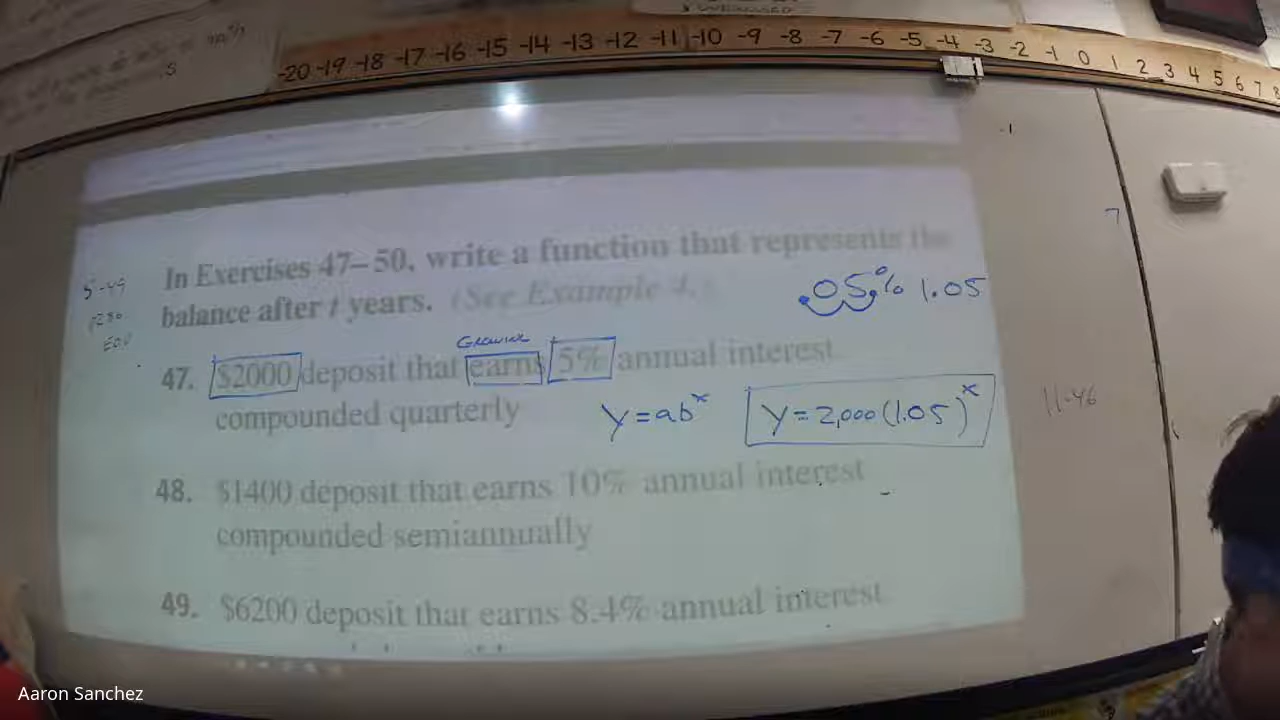 -20 -19 -18 -17 -16 -15 -14 -13 -12 -11 -10 -9 -8 -7 -6 -5 -4 -3 -2 -1 0 1 2 3 4 5 6 7 8
In Exercises 47–50, write a function that represents the
balance after t years. (See Example 4.)
.05.% 1.05
Growing
47. $2000 deposit that earns 5% annual interest
compounded quarterly
y=abˣ
y=2,000(1.05)ˣ
11-46
48. $1400 deposit that earns 10% annual interest
compounded semiannually
49. $6200 deposit that earns 8.4% annual interest
Aaron Sanchez